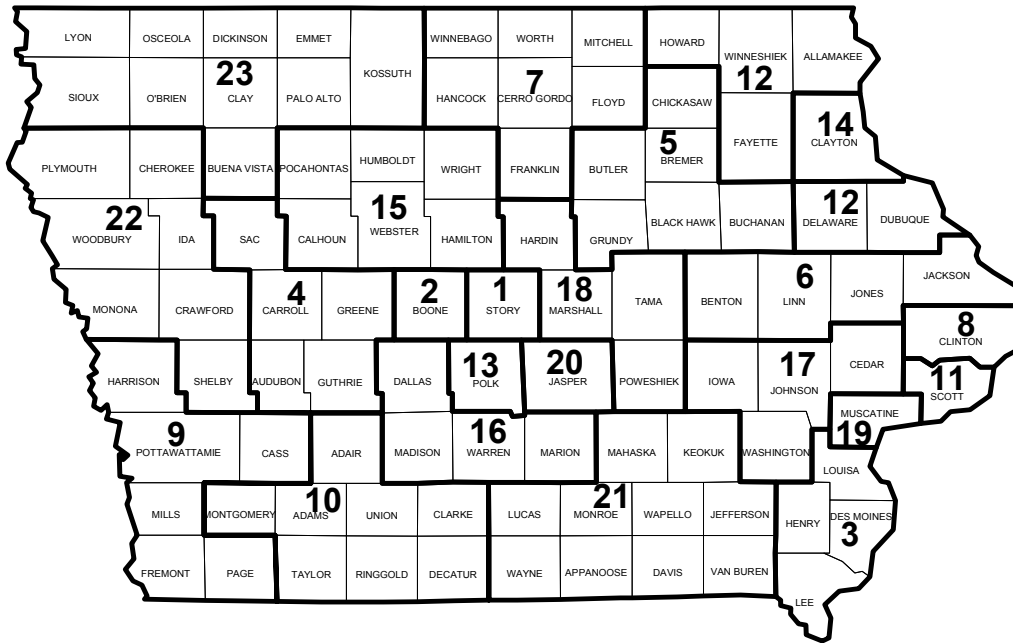 LYON OSCEOLA DICKINSON EMMET WINNEBAGO WORTH MITCHELL HOWARD WINNESHIEK ALLAMAKEE
KOSSUTH
23 7 12
SIOUX O'BRIEN CLAY PALO ALTO HANCOCK CERRO GORDO FLOYD CHICKASAW
14
5 FAYETTE CLAYTON
PLYMOUTH CHEROKEE BUENA VISTA POCAHONTAS HUMBOLDT WRIGHT FRANKLIN BUTLER BREMER
22 15 12
BLACK HAWK BUCHANAN DELAWARE DUBUQUE
WOODBURY IDA SAC CALHOUN WEBSTER HAMILTON HARDIN GRUNDY
4 2 1 18 6
JACKSON
MONONA CRAWFORD CARROLL GREENE BOONE STORY MARSHALL TAMA BENTON LINN JONES
8
CLINTON
13 20 17 CEDAR
HARRISON SHELBY AUDUBON GUTHRIE DALLAS POLK JASPER POWESHIEK IOWA JOHNSON
11
SCOTT
MUSCATINE
9 16 19
POTTAWATTAMIE CASS ADAIR MADISON WARREN MARION MAHASKA KEOKUK WASHINGTON
LOUISA
10 21
MILLS MONTGOMERY ADAMS UNION CLARKE LUCAS MONROE WAPELLO JEFFERSON HENRY DES MOINES
3
FREMONT PAGE TAYLOR RINGGOLD DECATUR WAYNE APPANOOSE DAVIS VAN BUREN
LEE